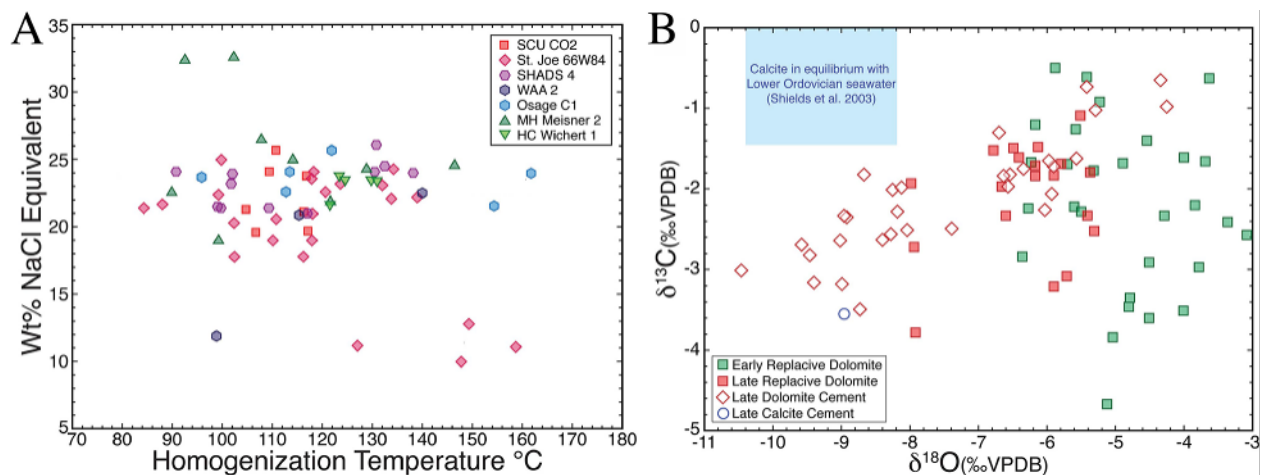 A
35
30
25
20
15
10
5
Wt% NaCl Equivalent
SCU CO2
St. Joe 66W84
SHADS 4
WAA 2
Osage C1
MH Meisner 2
HC Wichert 1
70 80 90 100 110 120 130 140 150 160 170 180
Homogenization Temperature °C
B
0
-1
-2
-3
-4
-5
δ13C(‰VPDB)
Calcite in equilibrium with
Lower Ordovician seawater
(Shields et al. 2003)
Early Replacive Dolomite
Late Replacive Dolomite
Late Dolomite Cement
Late Calcite Cement
-11 -10 -9 -8 -7 -6 -5 -4 -3
δ18O(‰VPDB)